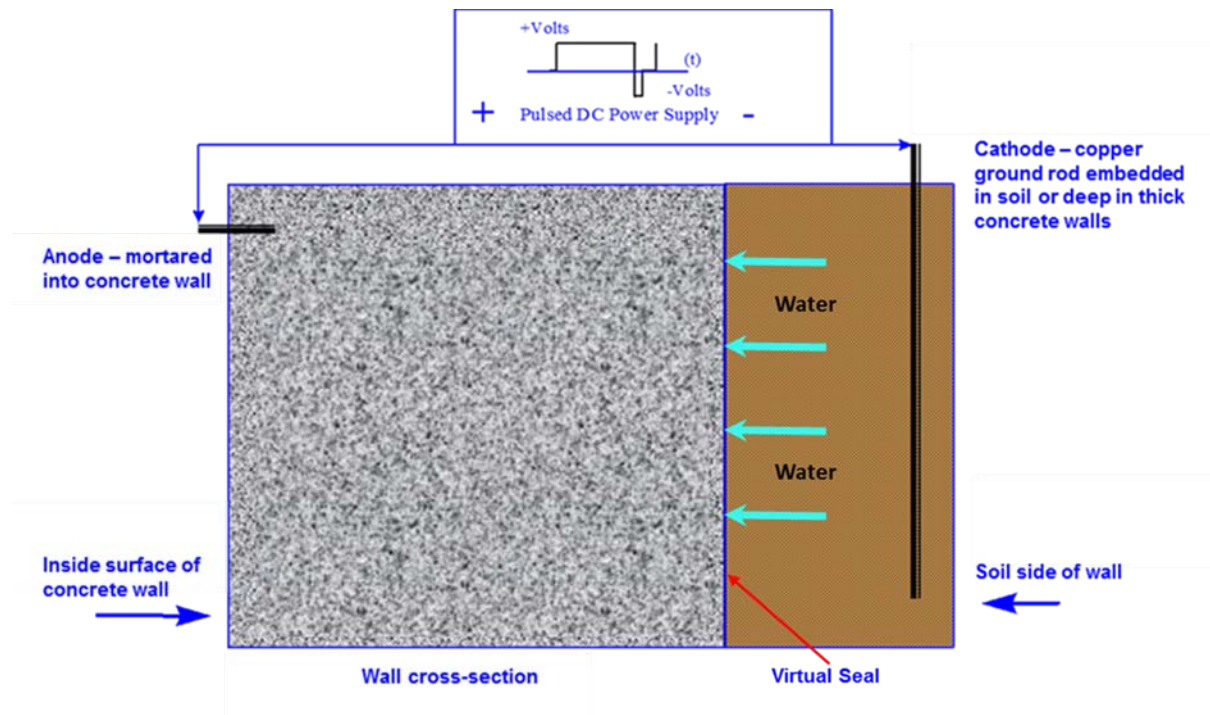 +Volts
(t)
-Volts
+ Pulsed DC Power Supply -
Cathode – copper
ground rod embedded
in soil or deep in thick
concrete walls
Anode – mortared
into concrete wall
Water
Water
Inside surface of
concrete wall
Soil side of wall
Wall cross-section
Virtual Seal